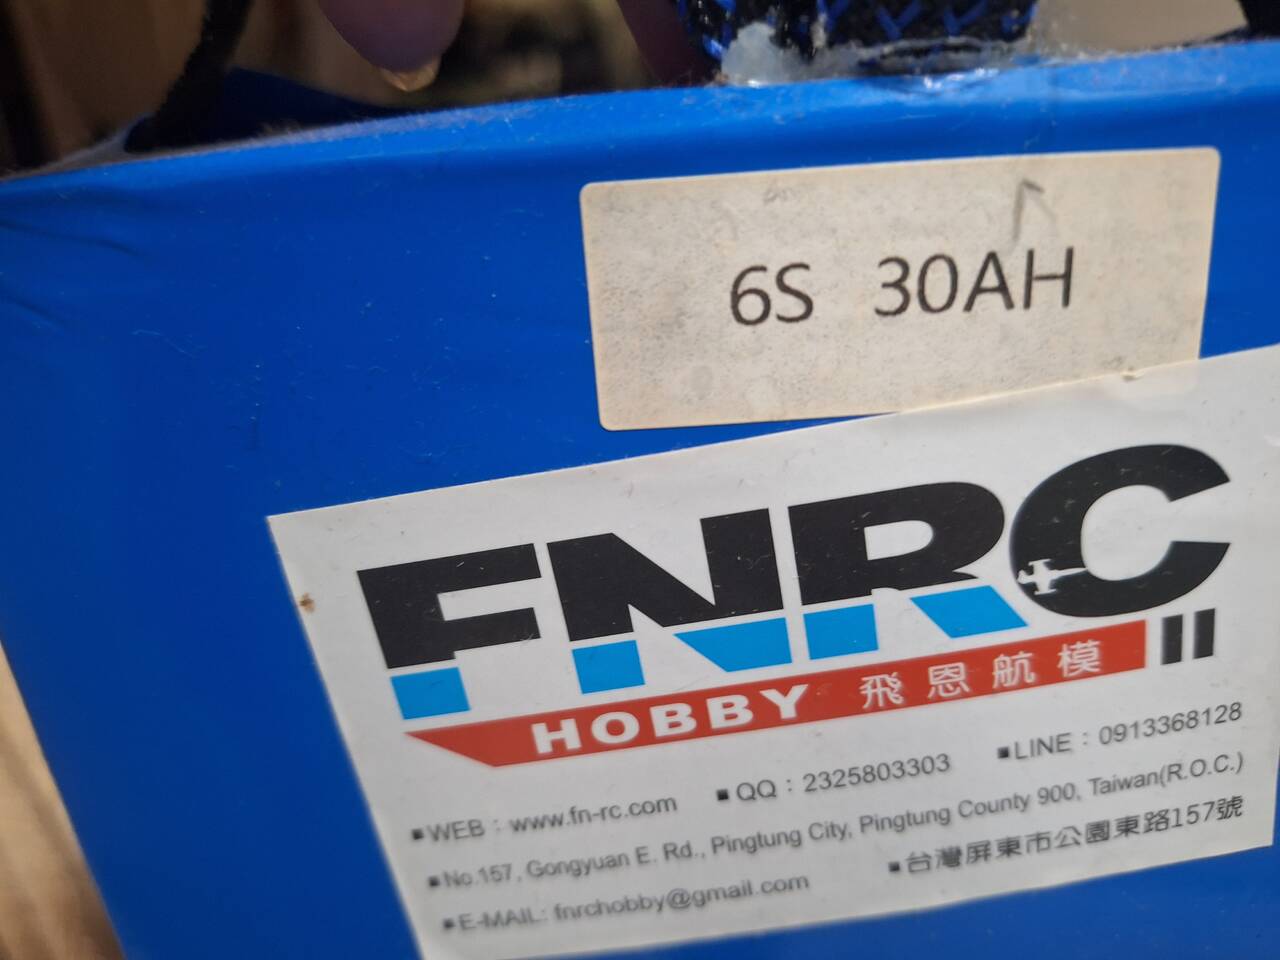 6S 30AH
FNRC
HOBBY 飛恩航模
■WEB：www.fn-rc.com ■QQ：2325803303 ■LINE：0913368128
■No.157, Gongyuan E. Rd., Pingtung City, Pingtung County 900, Taiwan(R.O.C.)
■E-MAIL: fnrchobby@gmail.com ■台灣屏東市公園東路157號